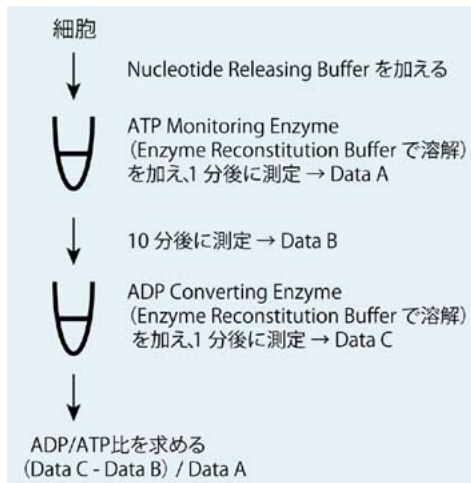 細胞
Nucleotide Releasing Buffer を加える
ATP Monitoring Enzyme
（Enzyme Reconstitution Buffer で溶解）
を加え、1 分後に測定 → Data A
10 分後に測定 → Data B
ADP Converting Enzyme
（Enzyme Reconstitution Buffer で溶解）
を加え、1 分後に測定 → Data C
ADP/ATP比を求める
（Data C - Data B）/ Data A